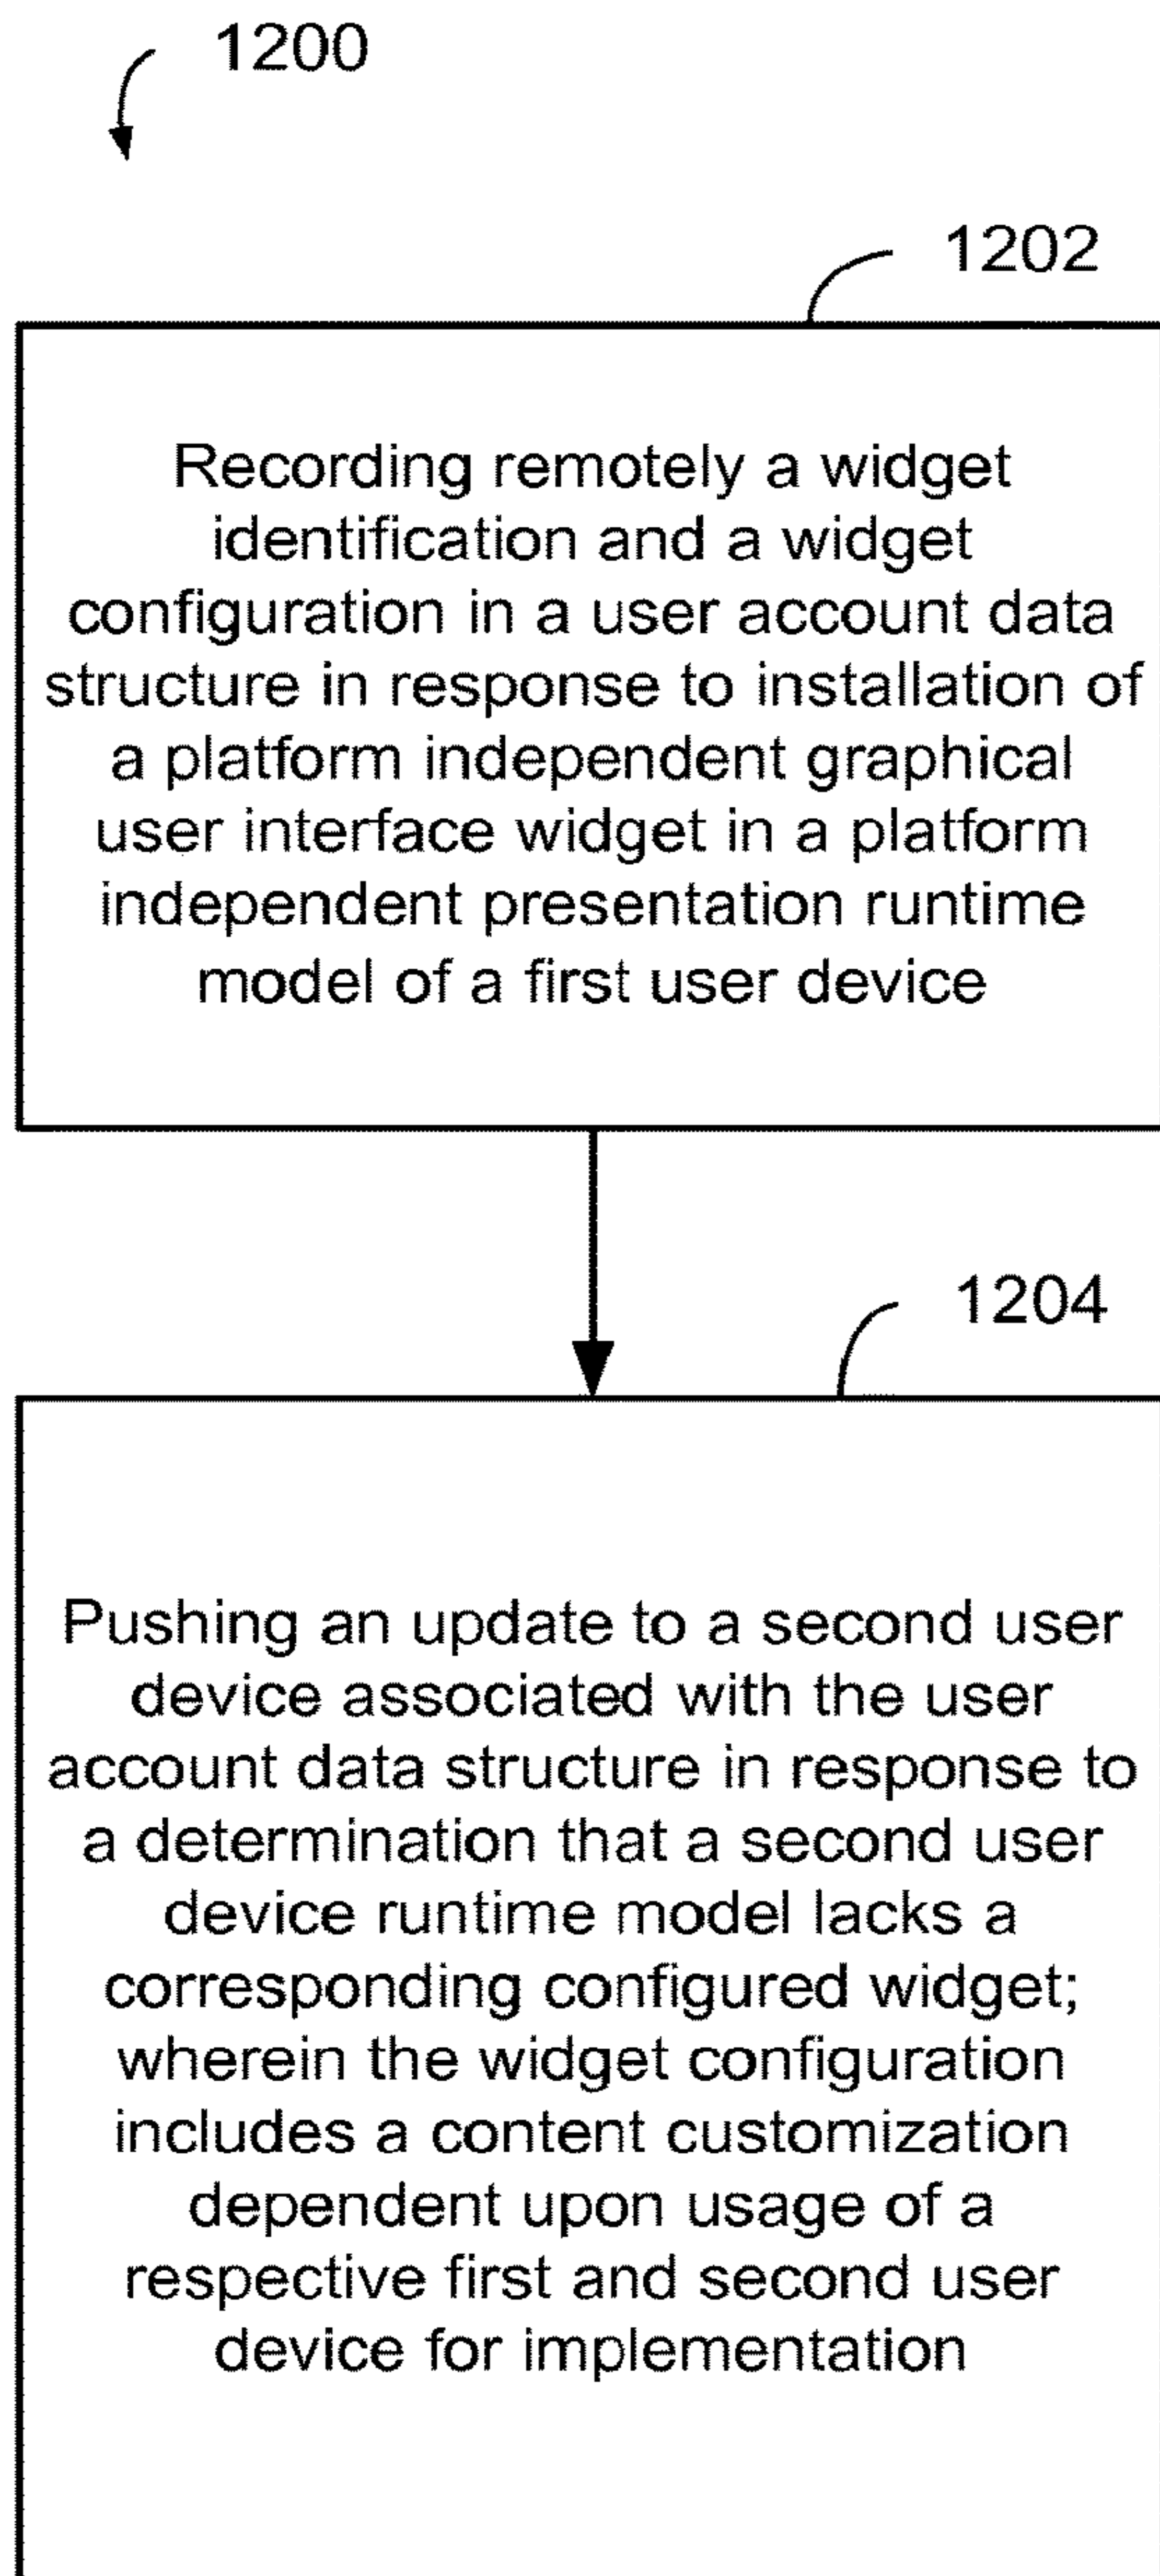 1200
1202
Recording remotely a widget
identification and a widget
configuration in a user account data
structure in response to installation of
a platform independent graphical
user interface widget in a platform
independent presentation runtime
model of a first user device
1204
Pushing an update to a second user
device associated with the user
account data structure in response to
a determination that a second user
device runtime model lacks a
corresponding configured widget;
wherein the widget configuration
includes a content customization
dependent upon usage of a
respective first and second user
device for implementation